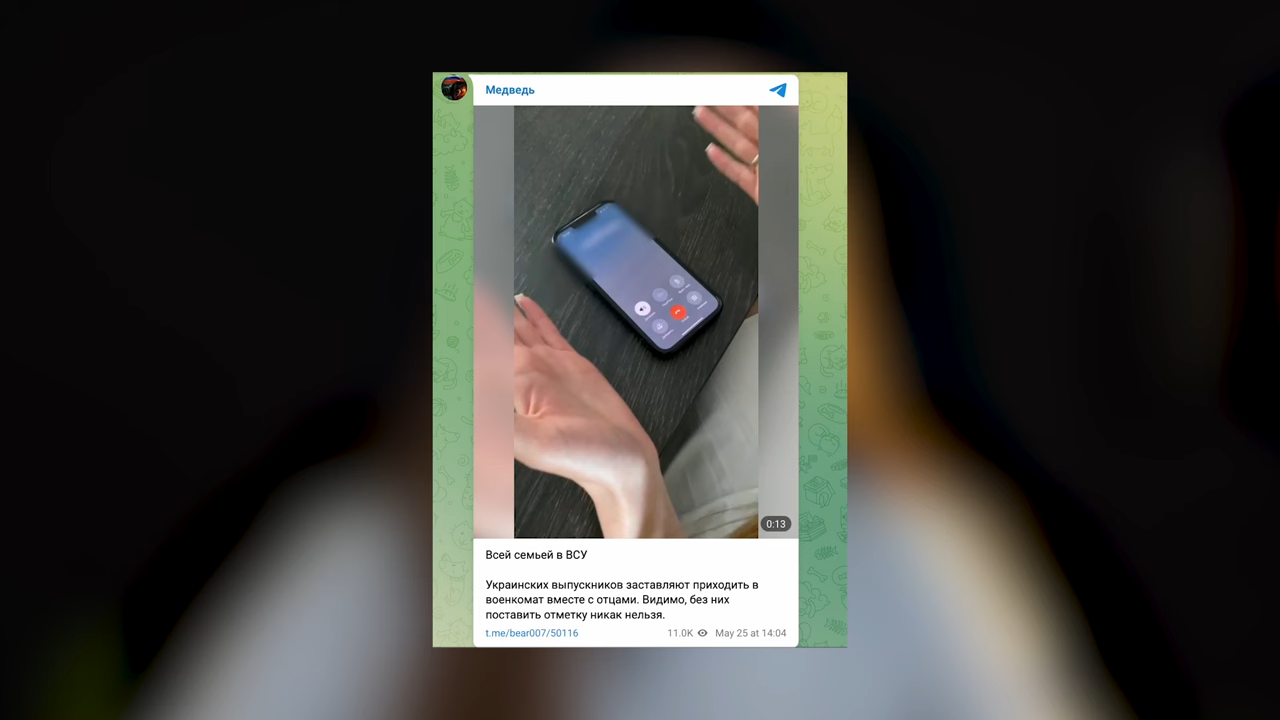 Медведь
0:13
Всей семьей в ВСУ
Украинских выпускников заставляют приходить в
военкомат вместе с отцами. Видимо, без них
поставить отметку никак нельзя.
t.me/bear007/50116 11.0K May 25 at 14:04